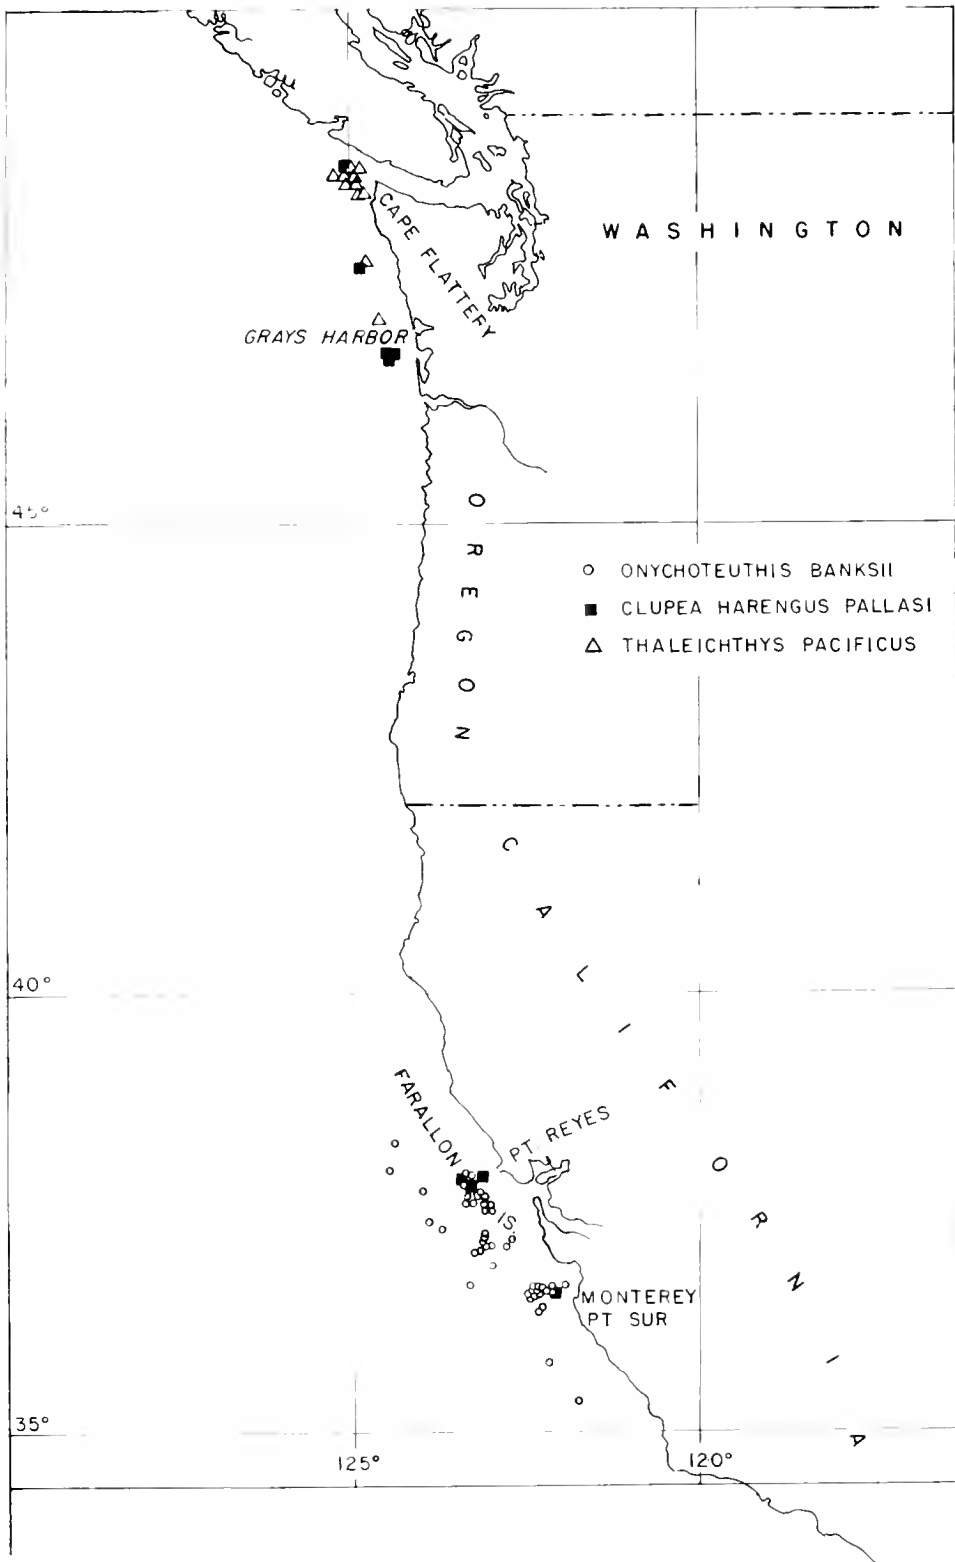 WASHINGTON
CAPE FLATTERY
GRAYS HARBOR
45°
OREGON
ONYCHOTEUTHIS BANKSII
CLUPEA HARENGUS PALLASI
THALEICHTHYS PACIFICUS
CALIFORNIA
40°
FARALLON IS.
PT. REYES
MONTEREY
PT SUR
35°
125°
120°